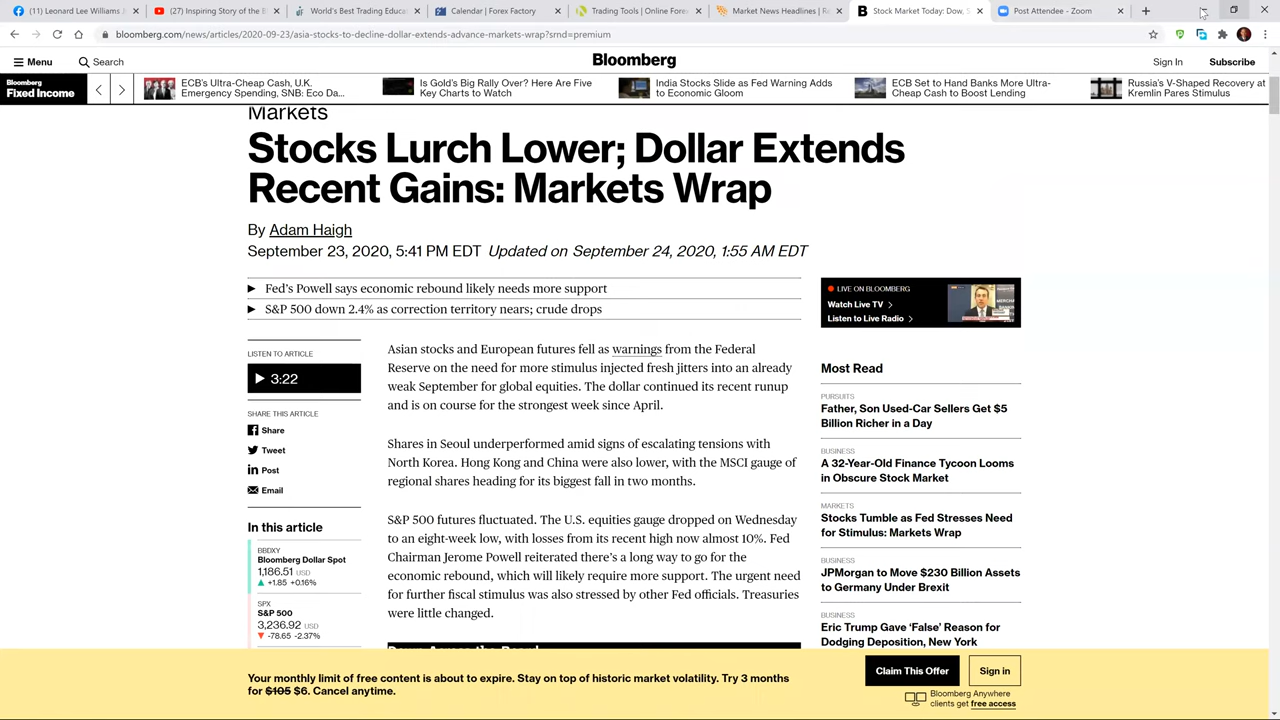 (11) Leonard Lee Williams J
(27) Inspiring Story of the B
World's Best Trading Educat
Calendar | Forex Factory
Trading Tools | Online Fore
Market News Headlines | R
Stock Market Today: Dow, S
Post Attendee - Zoom
bloomberg.com/news/articles/2020-09-23/asia-stocks-to-decline-dollar-extends-advance-markets-wrap?srnd=premium
Menu
Search
Bloomberg
Sign In
Subscribe
Bloomberg
Fixed Income
ECB's Ultra-Cheap Cash, U.K.
Emergency Spending, SNB: Eco Da...
Is Gold's Big Rally Over? Here Are Five
Key Charts to Watch
India Stocks Slide as Fed Warning Adds
to Economic Gloom
ECB Set to Hand Banks More Ultra-
Cheap Cash to Boost Lending
Russia's V-Shaped Recovery at
Kremlin Pares Stimulus
Markets
Stocks Lurch Lower; Dollar Extends
Recent Gains: Markets Wrap
By Adam Haigh
September 23, 2020, 5:41 PM EDT Updated on September 24, 2020, 1:55 AM EDT
Fed's Powell says economic rebound likely needs more support
S&P 500 down 2.4% as correction territory nears; crude drops
LISTEN TO ARTICLE
3:22
SHARE THIS ARTICLE
Share
Tweet
Post
Email
In this article
BBDXY
Bloomberg Dollar Spot
1,186.51 USD
▲ +1.85 +0.16%
SPX
S&P 500
3,236.92 USD
▼ -78.65 -2.37%
Asian stocks and European futures fell as warnings from the Federal
Reserve on the need for more stimulus injected fresh jitters into an already
weak September for global equities. The dollar continued its recent runup
and is on course for the strongest week since April.
Shares in Seoul underperformed amid signs of escalating tensions with
North Korea. Hong Kong and China were also lower, with the MSCI gauge of
regional shares heading for its biggest fall in two months.
S&P 500 futures fluctuated. The U.S. equities gauge dropped on Wednesday
to an eight-week low, with losses from its recent high now almost 10%. Fed
Chairman Jerome Powell reiterated there's a long way to go for the
economic rebound, which will likely require more support. The urgent need
for further fiscal stimulus was also stressed by other Fed officials. Treasuries
were little changed.
Down Across the Board
LIVE ON BLOOMBERG
Watch Live TV
Listen to Live Radio
Most Read
PURSUITS
Father, Son Used-Car Sellers Get $5
Billion Richer in a Day
BUSINESS
A 32-Year-Old Finance Tycoon Looms
in Obscure Stock Market
MARKETS
Stocks Tumble as Fed Stresses Need
for Stimulus: Markets Wrap
BUSINESS
JPMorgan to Move $230 Billion Assets
to Germany Under Brexit
BUSINESS
Eric Trump Gave 'False' Reason for
Dodging Deposition, New York
Your monthly limit of free content is about to expire. Stay on top of historic market volatility. Try 3 months
for $105 $6. Cancel anytime.
Claim This Offer
Sign in
Bloomberg Anywhere
clients get free access